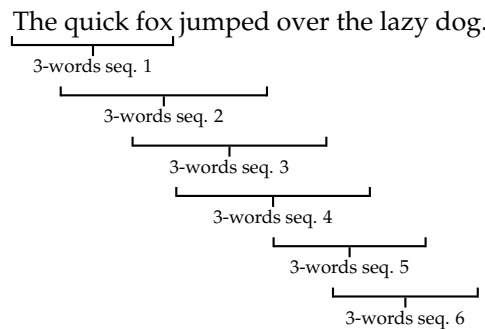 The quick fox jumped over the lazy dog.
3-words seq. 1
3-words seq. 2
3-words seq. 3
3-words seq. 4
3-words seq. 5
3-words seq. 6